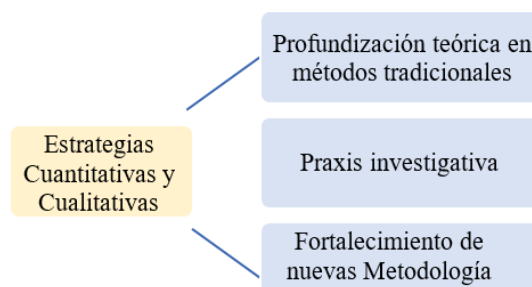 Profundización teórica en
métodos tradicionales
Estrategias
Cuantitativas y
Cualitativas
Praxis investigativa
Fortalecimiento de
nuevas Metodología